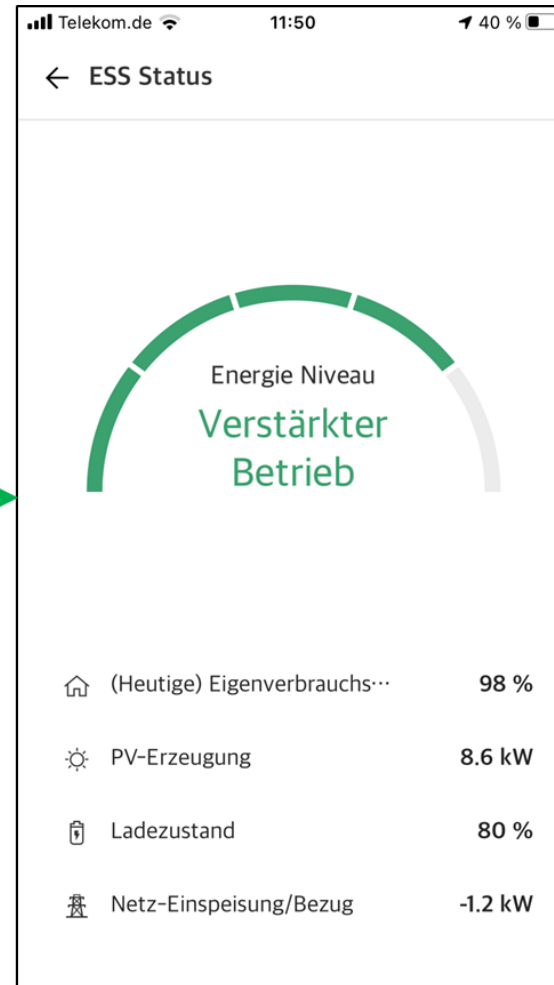 Telekom.de 11:50 40 %
ESS Status
Energie Niveau
Verstärkter
Betrieb
(Heutige) Eigenverbrauchs⋯ 98 %
PV-Erzeugung 8.6 kW
Ladezustand 80 %
Netz-Einspeisung/Bezug -1.2 kW